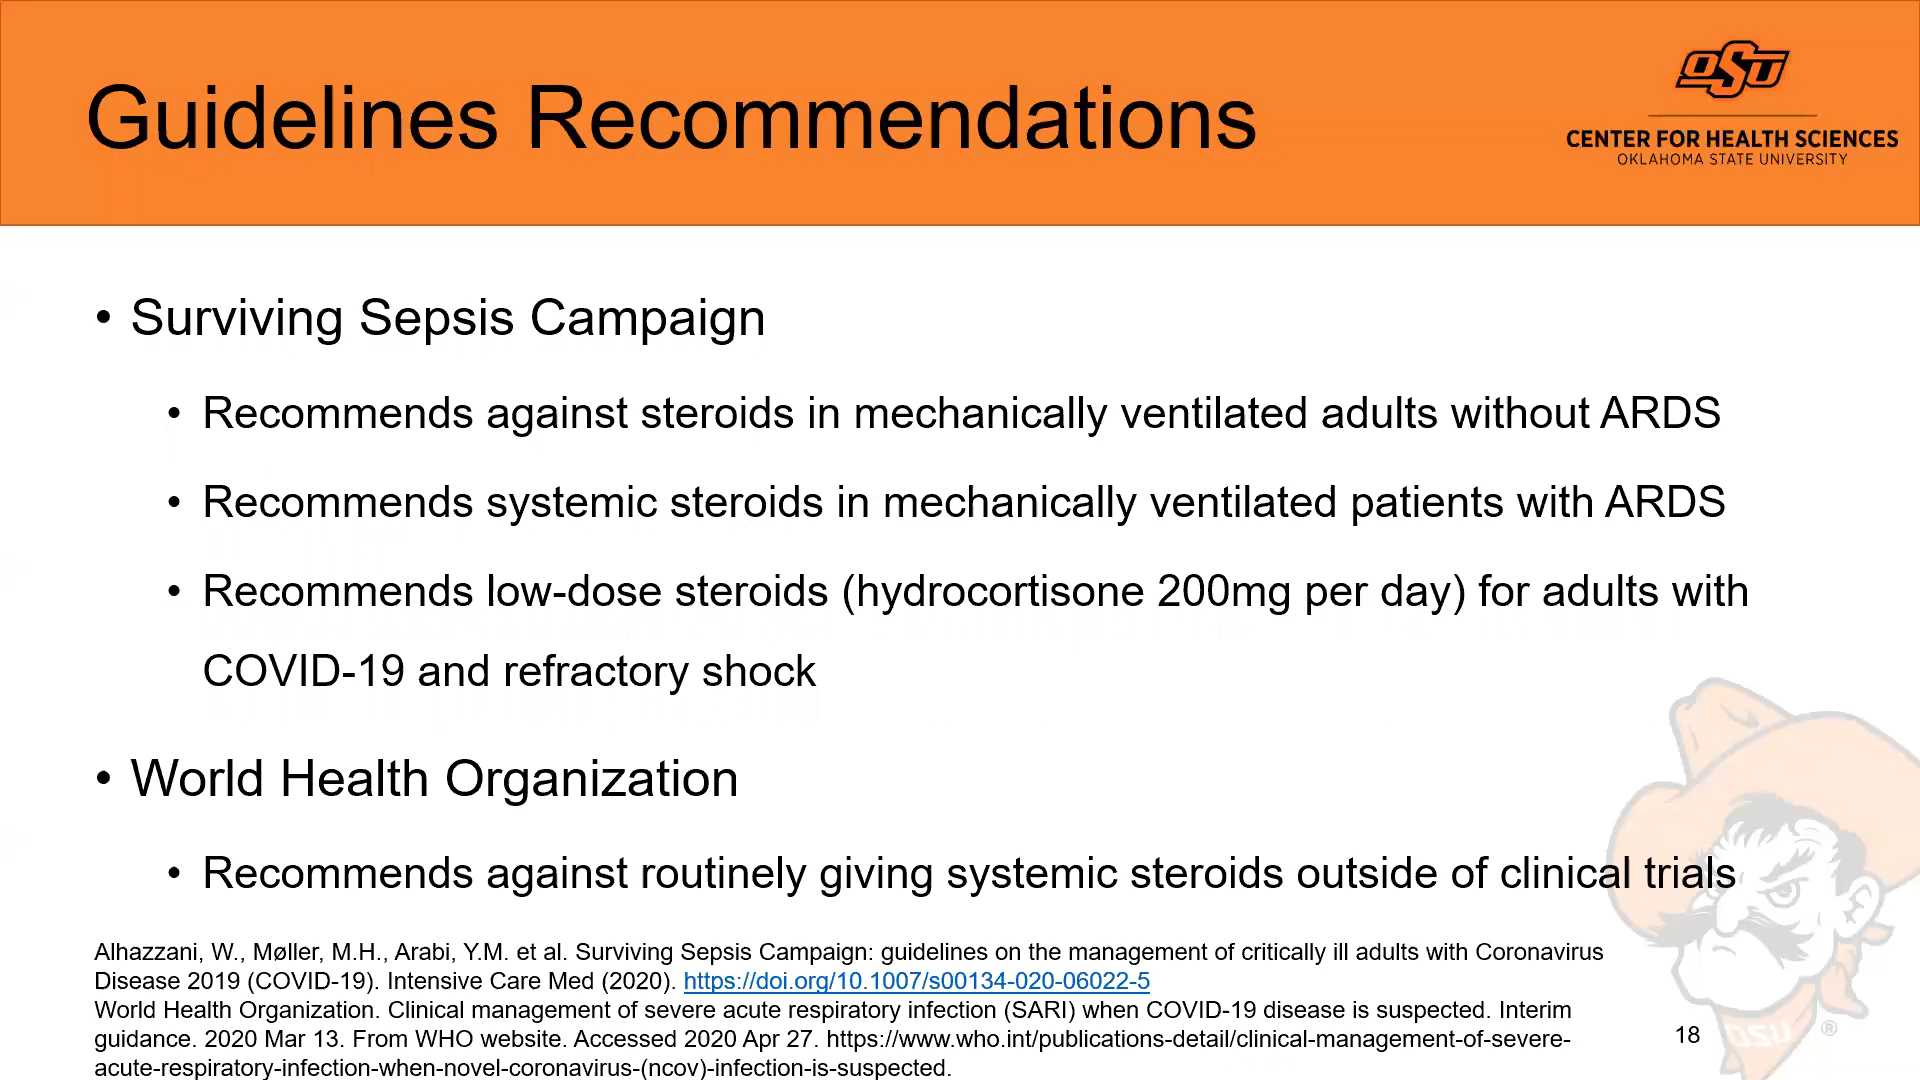 Guidelines Recommendations
OSU
CENTER FOR HEALTH SCIENCES
OKLAHOMA STATE UNIVERSITY
• Surviving Sepsis Campaign
• Recommends against steroids in mechanically ventilated adults without ARDS
• Recommends systemic steroids in mechanically ventilated patients with ARDS
• Recommends low-dose steroids (hydrocortisone 200mg per day) for adults with
COVID-19 and refractory shock
• World Health Organization
• Recommends against routinely giving systemic steroids outside of clinical trials
Alhazzani, W., Møller, M.H., Arabi, Y.M. et al. Surviving Sepsis Campaign: guidelines on the management of critically ill adults with Coronavirus
Disease 2019 (COVID-19). Intensive Care Med (2020). https://doi.org/10.1007/s00134-020-06022-5
World Health Organization. Clinical management of severe acute respiratory infection (SARI) when COVID-19 disease is suspected. Interim
guidance. 2020 Mar 13. From WHO website. Accessed 2020 Apr 27. https://www.who.int/publications-detail/clinical-management-of-severe-
acute-respiratory-infection-when-novel-coronavirus-(ncov)-infection-is-suspected.
18
OSU ®